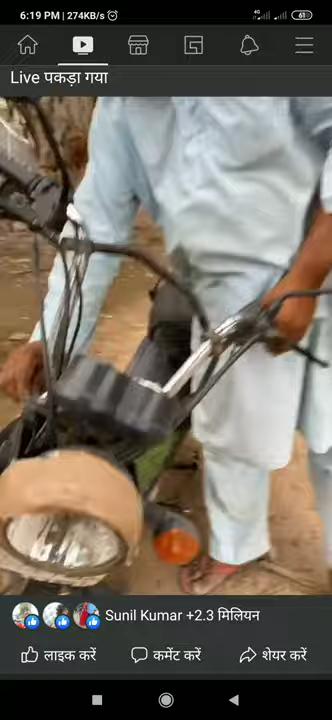 6:19 PM | 274KB/s
4G
61
Live पकड़ा गया
Sunil Kumar +2.3 मिलियन
लाइक करें
कमेंट करें
शेयर करें